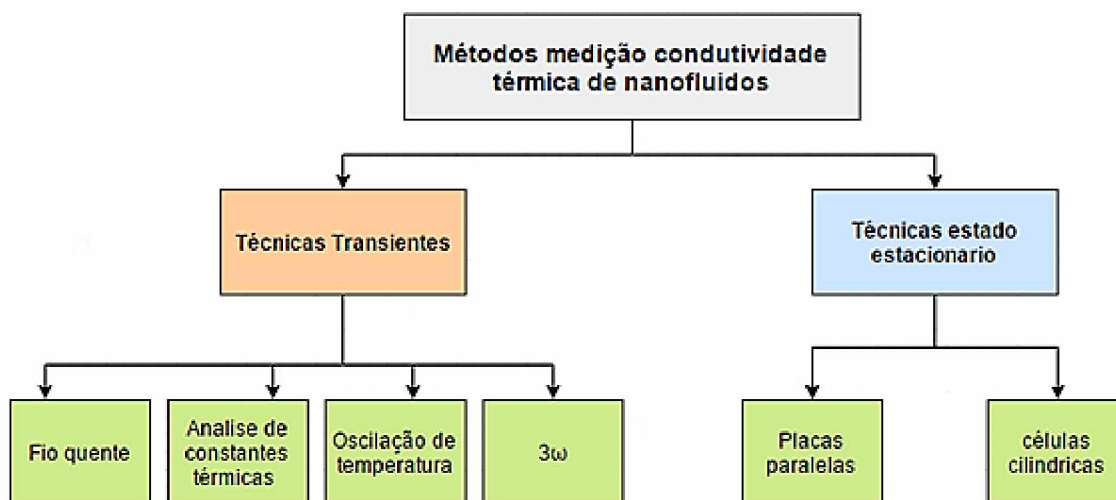 Métodos medição condutividade
térmica de nanofluidos
Técnicas Transientes
Técnicas estado
estacionario
Fio quente
Analise de
constantes
térmicas
Oscilação de
temperatura
3ω
Placas
paralelas
células
cilindricas